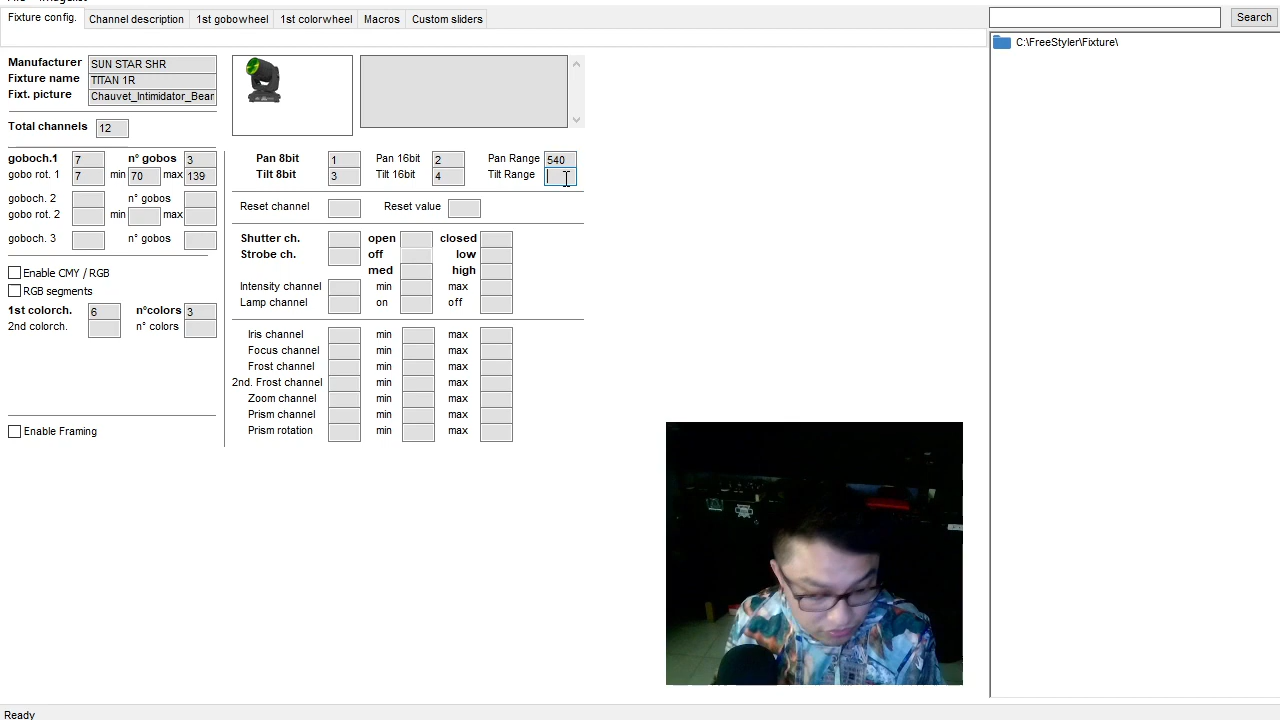 Fixture config. Channel description 1st gobowheel 1st colorwheel Macros Custom sliders Search
C:\FreeStyler\Fixture\
Manufacturer SUN STAR SHR
Fixture name TITAN 1R
Fixt. picture Chauvet_Intimidator_Bear
Total channels 12
goboch.1 7 n° gobos 3 Pan 8bit 1 Pan 16bit 2 Pan Range 540
gobo rot. 1 7 min 70 max 139 Tilt 8bit 3 Tilt 16bit 4 Tilt Range
goboch. 2 n° gobos Reset channel Reset value
gobo rot. 2 min max
goboch. 3 n° gobos Shutter ch. open closed
Strobe ch. off low
Enable CMY / RGB med high
RGB segments Intensity channel min max
Lamp channel on off
1st colorch. 6 n°colors 3
2nd colorch. n° colors Iris channel min max
Focus channel min max
Frost channel min max
2nd. Frost channel min max
Zoom channel min max
Prism channel min max
Enable Framing Prism rotation min max
Ready